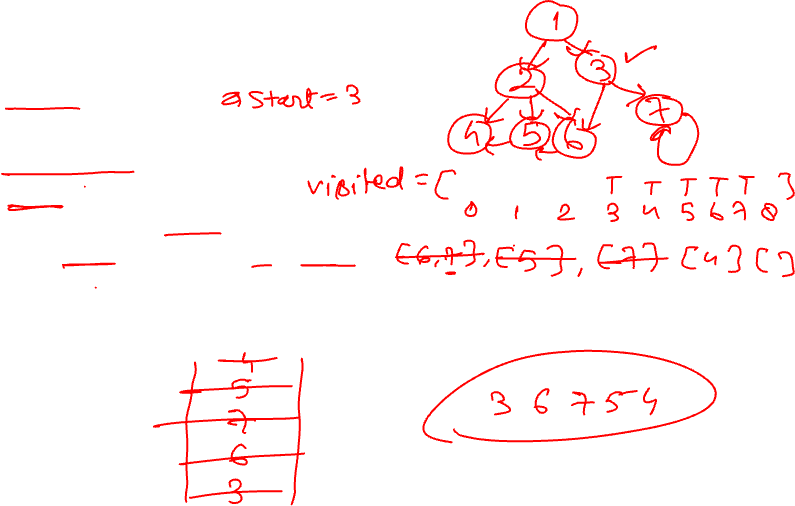 1
2 3 ✓
start = 3
4 5 6 7
visited = [ T T T T T ]
0 1 2 3 4 5 6 7 8
[6,7], [5], [7] [4] []
4
5
7
6
3
3 6 7 5 4